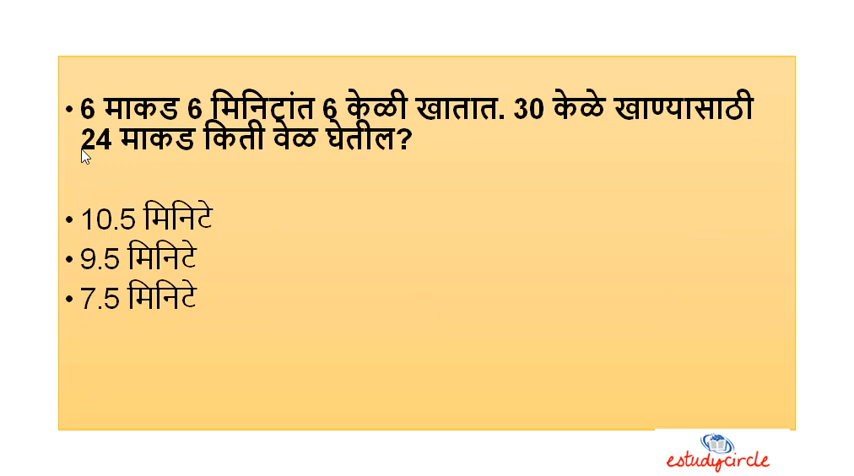 • 6 माकड 6 मिनिटांत 6 केळी खातात. 30 केळे खाण्यासाठी
24 माकड किती वेळ घेतील?
• 10.5 मिनिटे
• 9.5 मिनिटे
• 7.5 मिनिटे
estudycircle